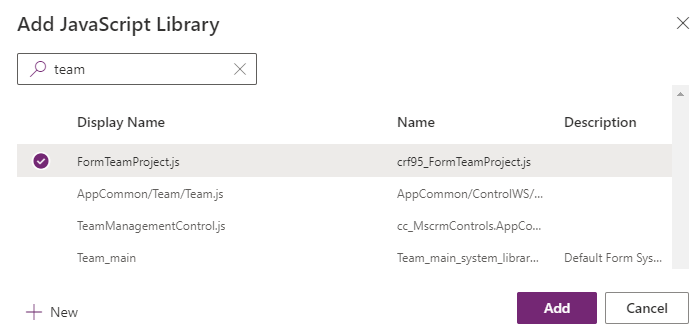 Add JavaScript Library
team
Display Name Name Description
FormTeamProject.js crf95_FormTeamProject.js
AppCommon/Team/Team.js AppCommon/ControlWS/...
TeamManagementControl.js cc_MscrmControls.AppCo...
Team_main Team_main_system_librar... Default Form Sys...
New Add Cancel